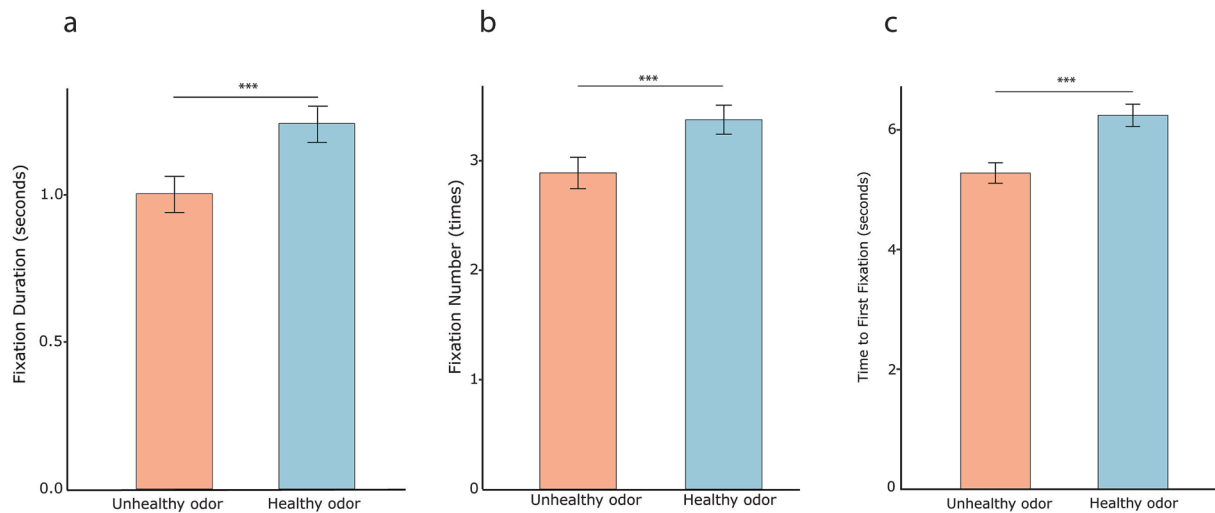 a
***
Fixation Duration (seconds)
1.0
0.5
0.0
Unhealthy odor
Healthy odor
b
***
Fixation Number (times)
3
2
1
0
Unhealthy odor
Healthy odor
c
***
Time to First Fixation (seconds)
6
4
2
0
Unhealthy odor
Healthy odor